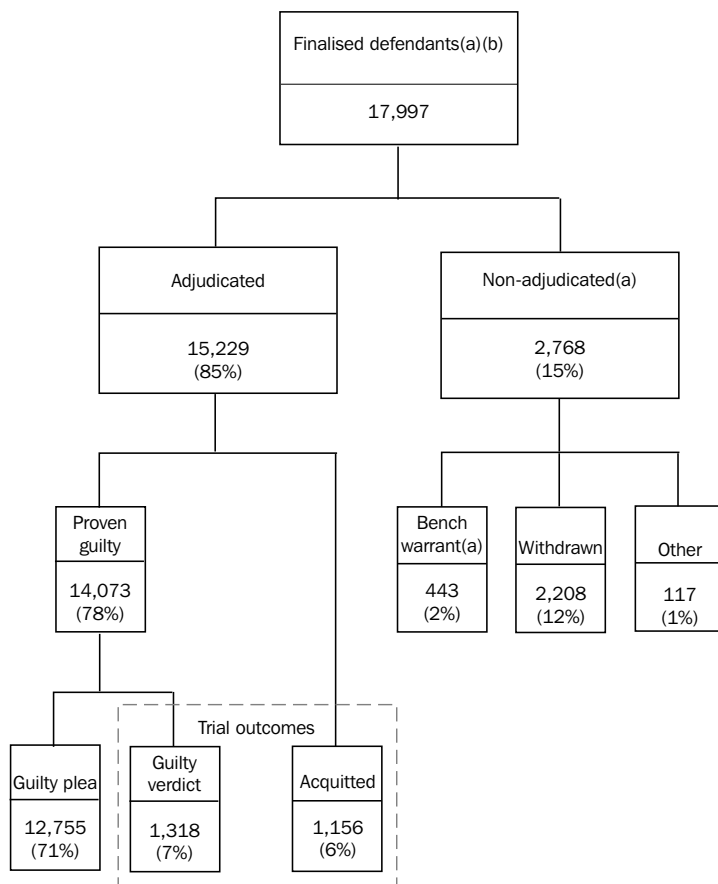 Finalised defendants(a)(b)
17,997
Adjudicated
15,229
(85%)
Non-adjudicated(a)
2,768
(15%)
Proven
guilty
14,073
(78%)
Bench
warrant(a)
443
(2%)
Withdrawn
2,208
(12%)
Other
117
(1%)
Trial outcomes
Guilty plea
12,755
(71%)
Guilty
verdict
1,318
(7%)
Acquitted
1,156
(6%)